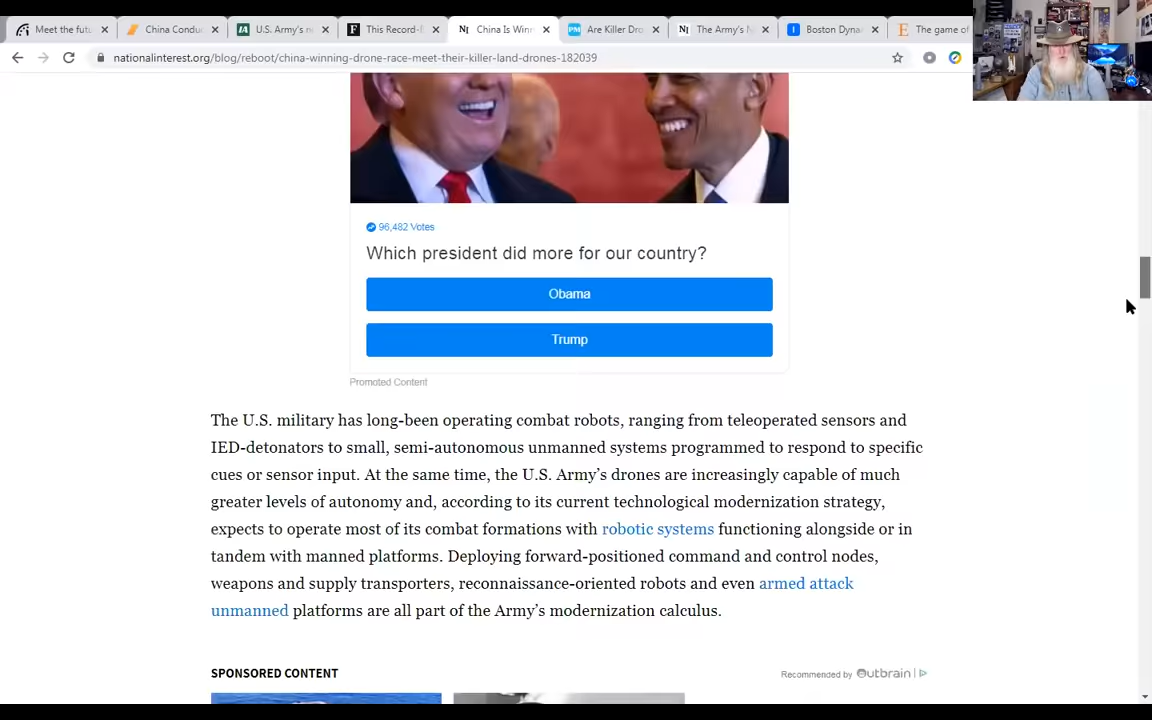 Meet the futu
China Condu
U.S. Army's n
This Record-
China Is Winn
Are Killer Dro
The Army's N
Boston Dyna
The game of
nationalinterest.org/blog/reboot/china-winning-drone-race-meet-their-killer-land-drones-182039
96,482 Votes
Which president did more for our country?
Obama
Trump
Promoted Content
The U.S. military has long-been operating combat robots, ranging from teleoperated sensors and
IED-detonators to small, semi-autonomous unmanned systems programmed to respond to specific
cues or sensor input. At the same time, the U.S. Army's drones are increasingly capable of much
greater levels of autonomy and, according to its current technological modernization strategy,
expects to operate most of its combat formations with robotic systems functioning alongside or in
tandem with manned platforms. Deploying forward-positioned command and control nodes,
weapons and supply transporters, reconnaissance-oriented robots and even armed attack
unmanned platforms are all part of the Army's modernization calculus.
SPONSORED CONTENT
Recommended by Outbrain